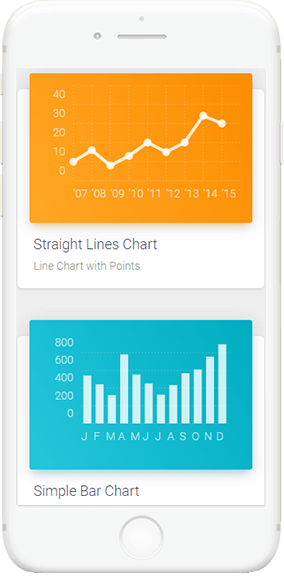 40
30
20
10
0
'07 '08 '09 '10 '11 '12 '13 '14 '15
Straight Lines Chart
Line Chart with Points
800
600
400
200
0
J F M A M J J A S O N D
Simple Bar Chart